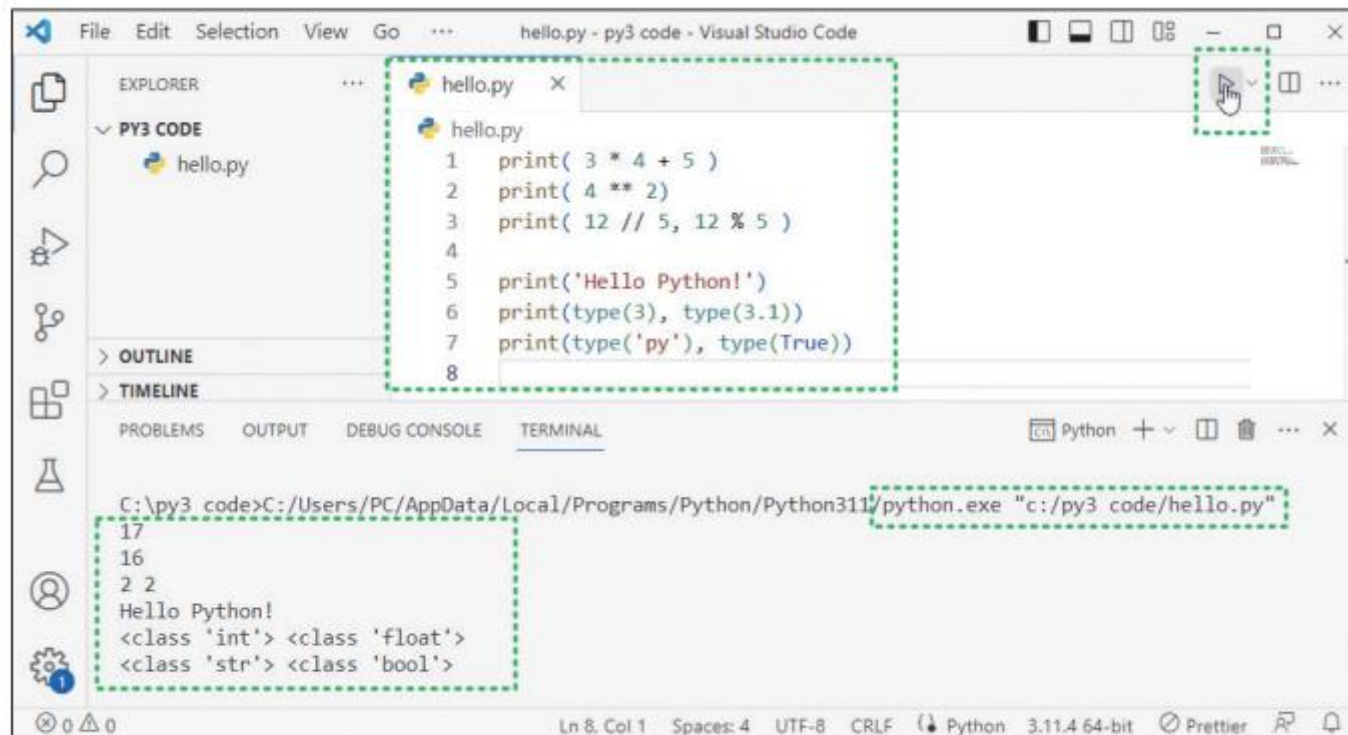 File Edit Selection View Go ··· hello.py - py3 code - Visual Studio Code
EXPLORER ···
PY3 CODE
hello.py
OUTLINE
TIMELINE
hello.py
hello.py
1 print( 3 * 4 + 5 )
2 print( 4 ** 2)
3 print( 12 // 5, 12 % 5 )
4
5 print('Hello Python!')
6 print(type(3), type(3.1))
7 print(type('py'), type(True))
8
PROBLEMS OUTPUT DEBUG CONSOLE TERMINAL Python
C:\py3 code>C:/Users/PC/AppData/Local/Programs/Python/Python311/python.exe "c:/py3 code/hello.py"
17
16
2 2
Hello Python!
<class 'int'> <class 'float'>
<class 'str'> <class 'bool'>
1
0 0 Ln 8, Col 1 Spaces: 4 UTF-8 CRLF Python 3.11.4 64-bit Prettier